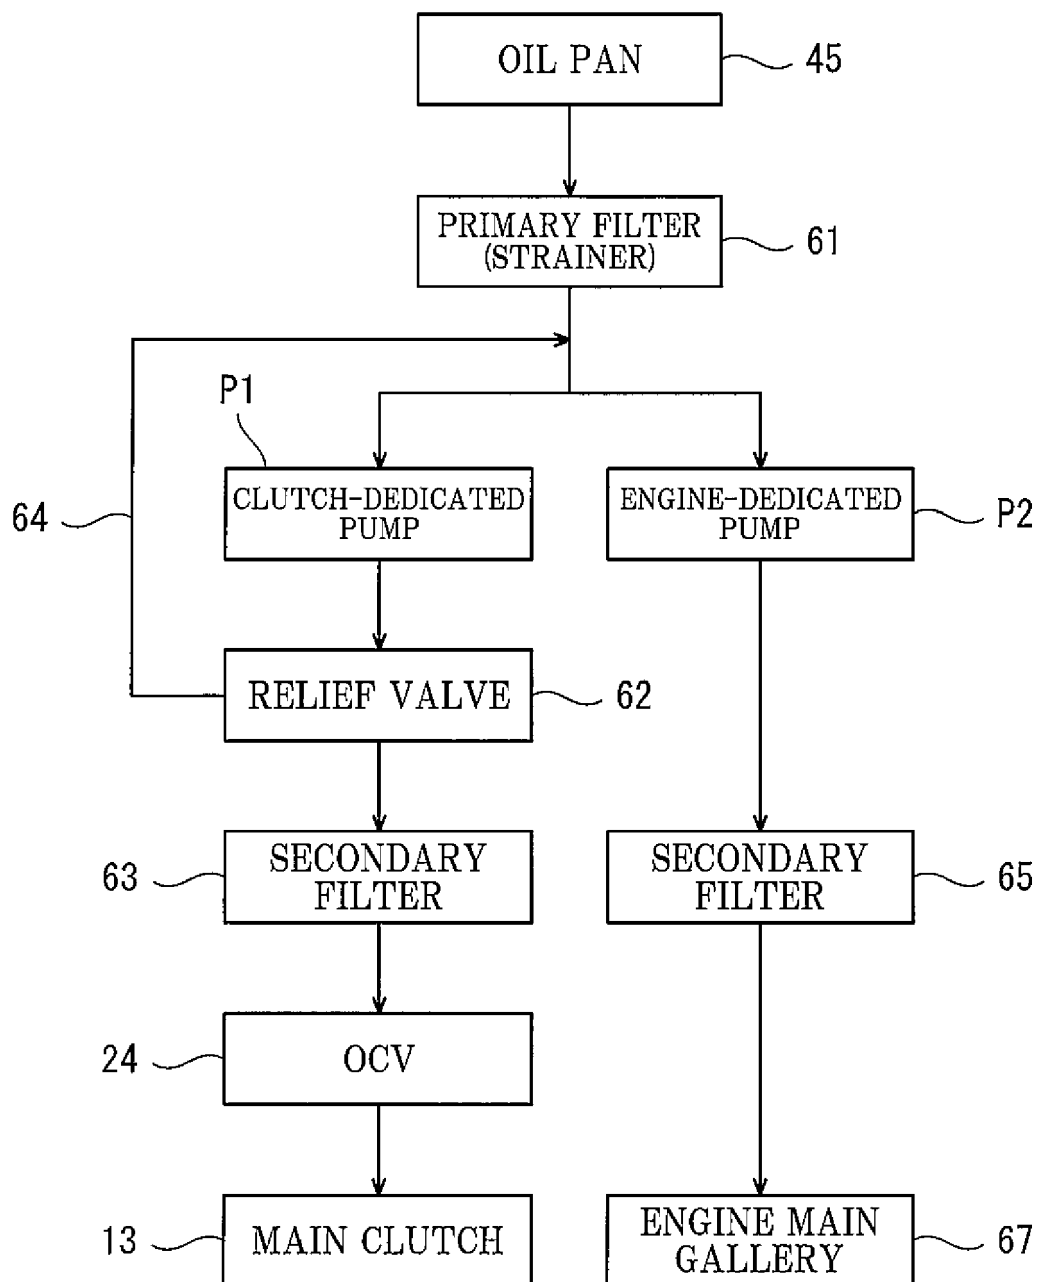 OIL PAN
45
PRIMARY FILTER
(STRAINER)
61
P1
CLUTCH-DEDICATED
PUMP
ENGINE-DEDICATED
PUMP
P2
64
RELIEF VALVE
62
63
SECONDARY
FILTER
SECONDARY
FILTER
65
24
OCV
13
MAIN CLUTCH
ENGINE MAIN
GALLERY
67